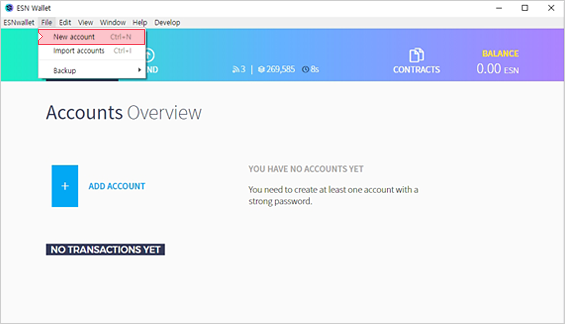 ESN Wallet
ESNwallet File Edit View Window Help Develop
New account Ctrl+N
Import accounts Ctrl+I
Backup
ND
3 | 269,585 8s
CONTRACTS
BALANCE
0.00 ESN
Accounts Overview
+ ADD ACCOUNT
YOU HAVE NO ACCOUNTS YET
You need to create at least one account with a
strong password.
NO TRANSACTIONS YET